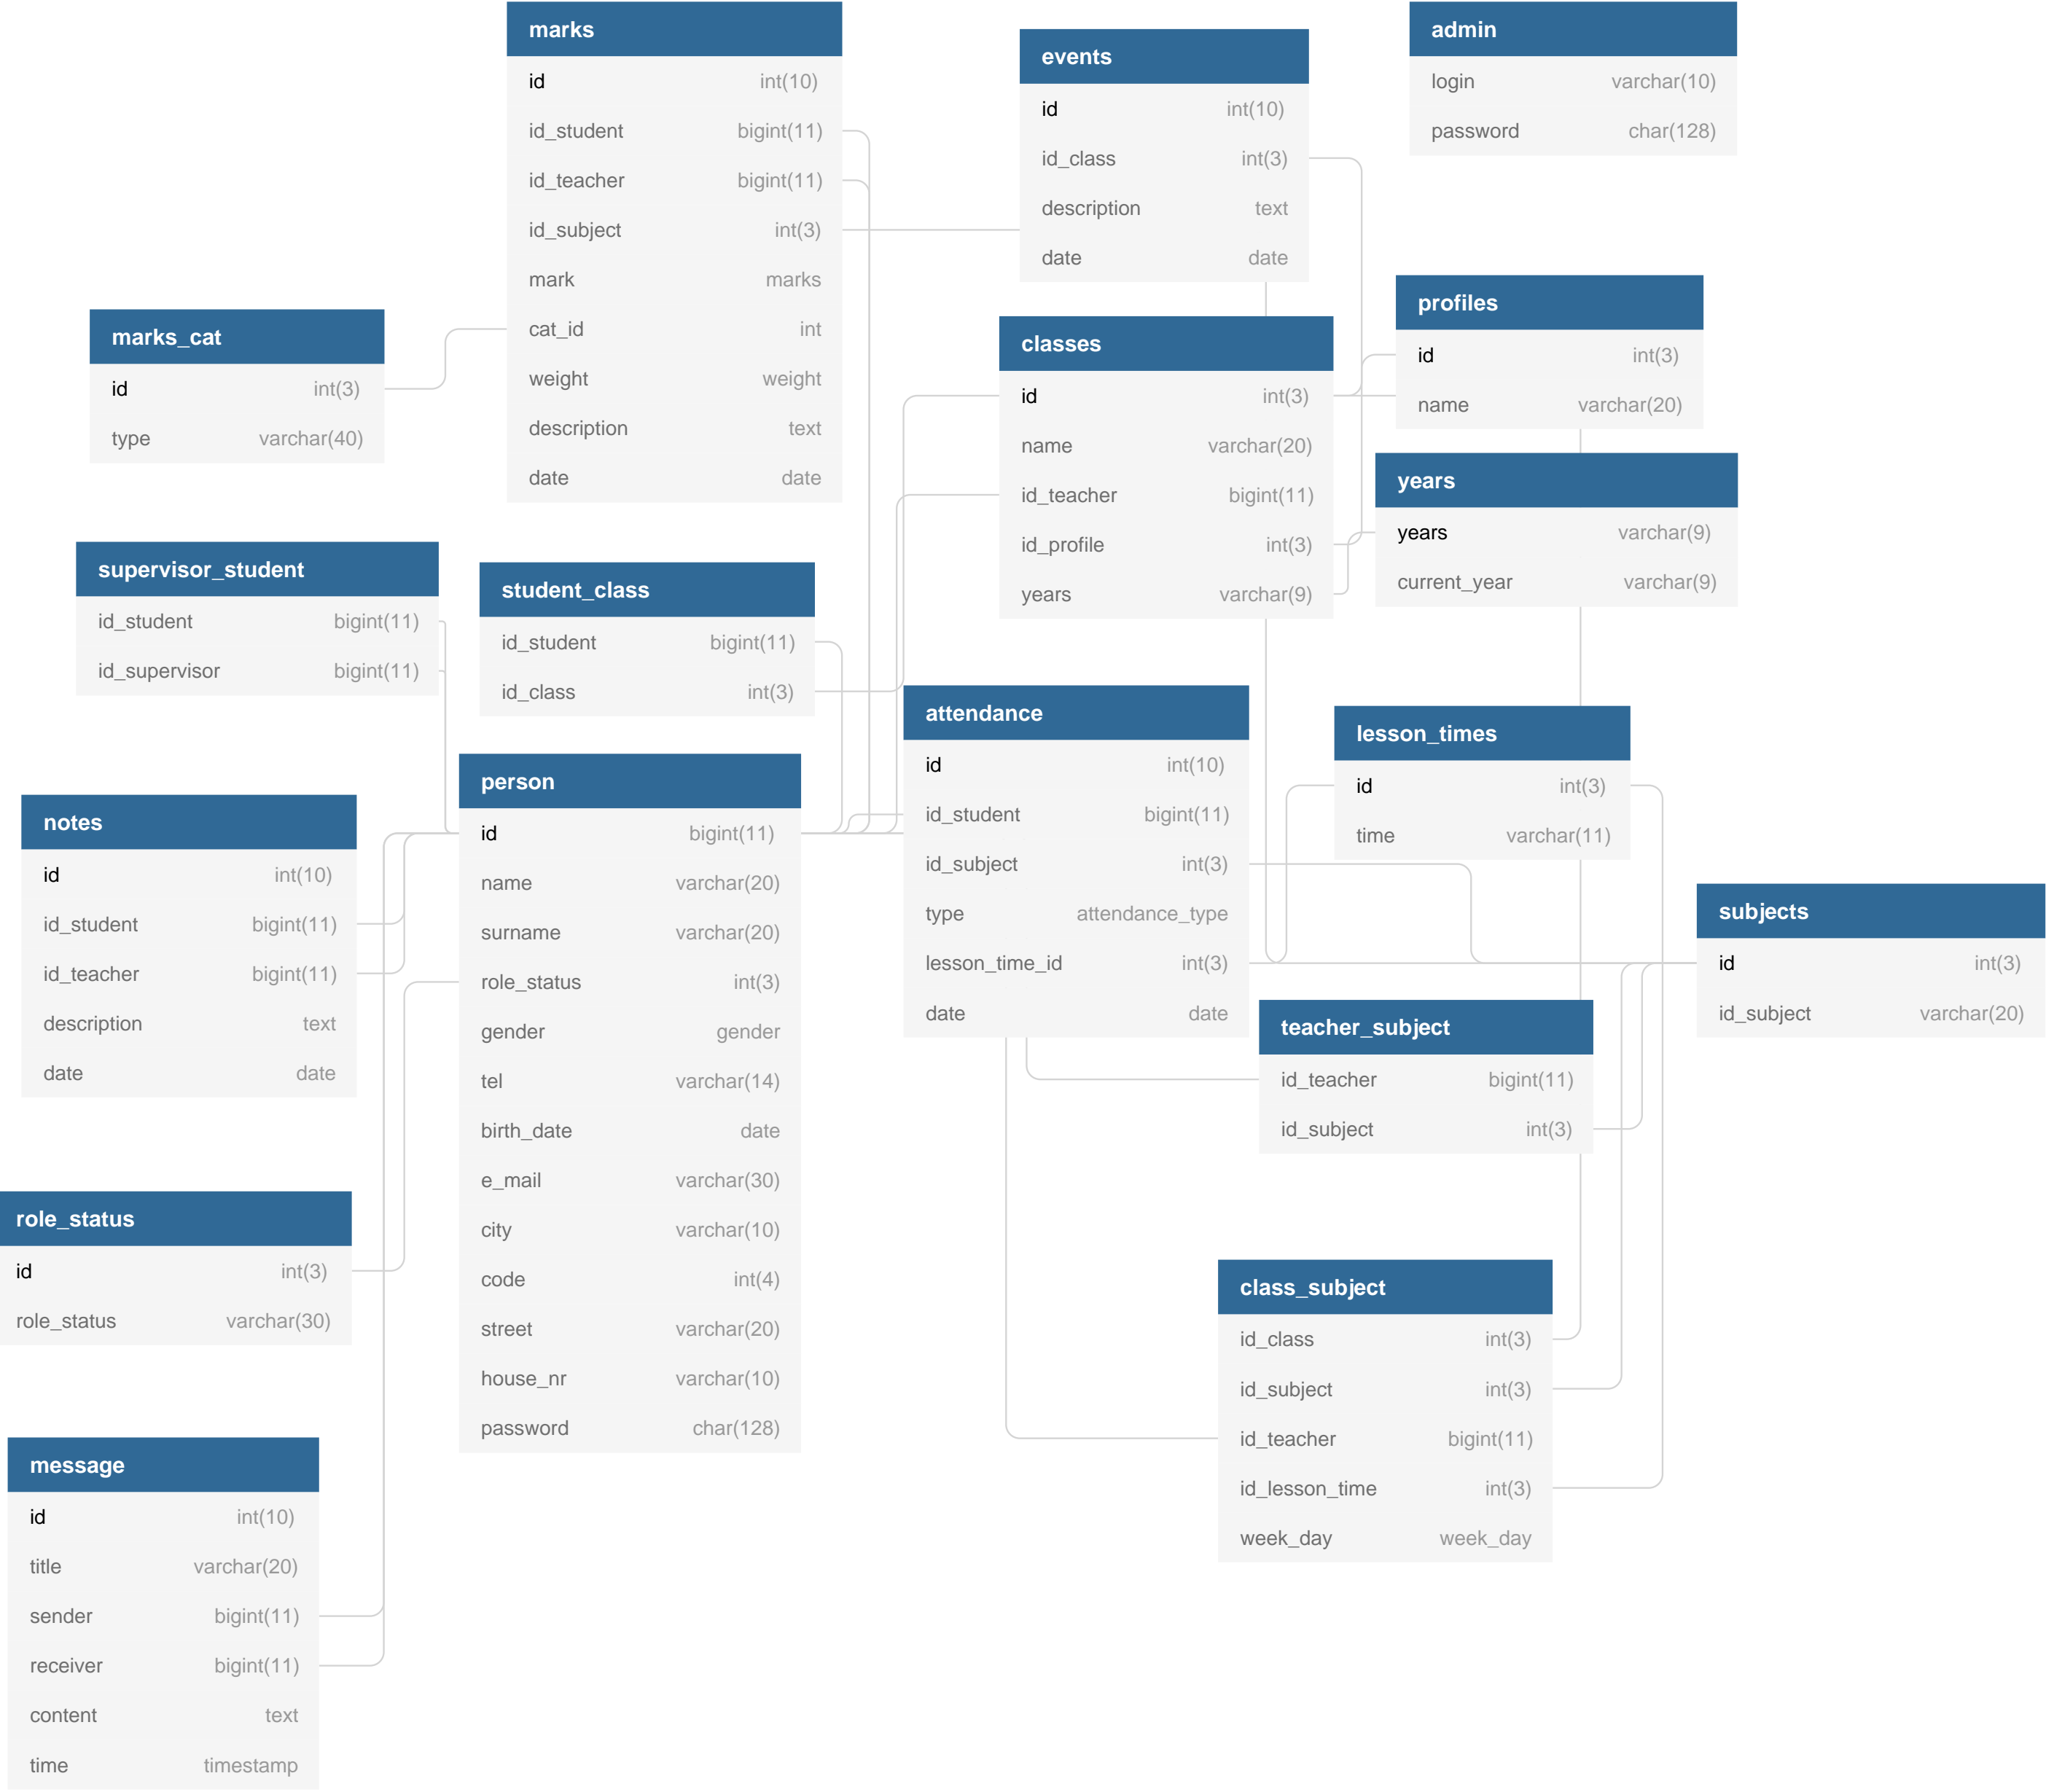 marks
id int(10)
id_student bigint(11)
id_teacher bigint(11)
id_subject int(3)
mark marks
cat_id int
weight weight
description text
date date
events
id int(10)
id_class int(3)
description text
date date
admin
login varchar(10)
password char(128)
marks_cat
id int(3)
type varchar(40)
classes
id int(3)
name varchar(20)
id_teacher bigint(11)
id_profile int(3)
years varchar(9)
profiles
id int(3)
name varchar(20)
years
years varchar(9)
current_year varchar(9)
supervisor_student
id_student bigint(11)
id_supervisor bigint(11)
student_class
id_student bigint(11)
id_class int(3)
attendance
id int(10)
id_student bigint(11)
id_subject int(3)
type attendance_type
lesson_time_id int(3)
date date
lesson_times
id int(3)
time varchar(11)
person
id bigint(11)
name varchar(20)
surname varchar(20)
role_status int(3)
gender gender
tel varchar(14)
birth_date date
e_mail varchar(30)
city varchar(10)
code int(4)
street varchar(20)
house_nr varchar(10)
password char(128)
notes
id int(10)
id_student bigint(11)
id_teacher bigint(11)
description text
date date
subjects
id int(3)
id_subject varchar(20)
teacher_subject
id_teacher bigint(11)
id_subject int(3)
role_status
id int(3)
role_status varchar(30)
class_subject
id_class int(3)
id_subject int(3)
id_teacher bigint(11)
id_lesson_time int(3)
week_day week_day
message
id int(10)
title varchar(20)
sender bigint(11)
receiver bigint(11)
content text
time timestamp